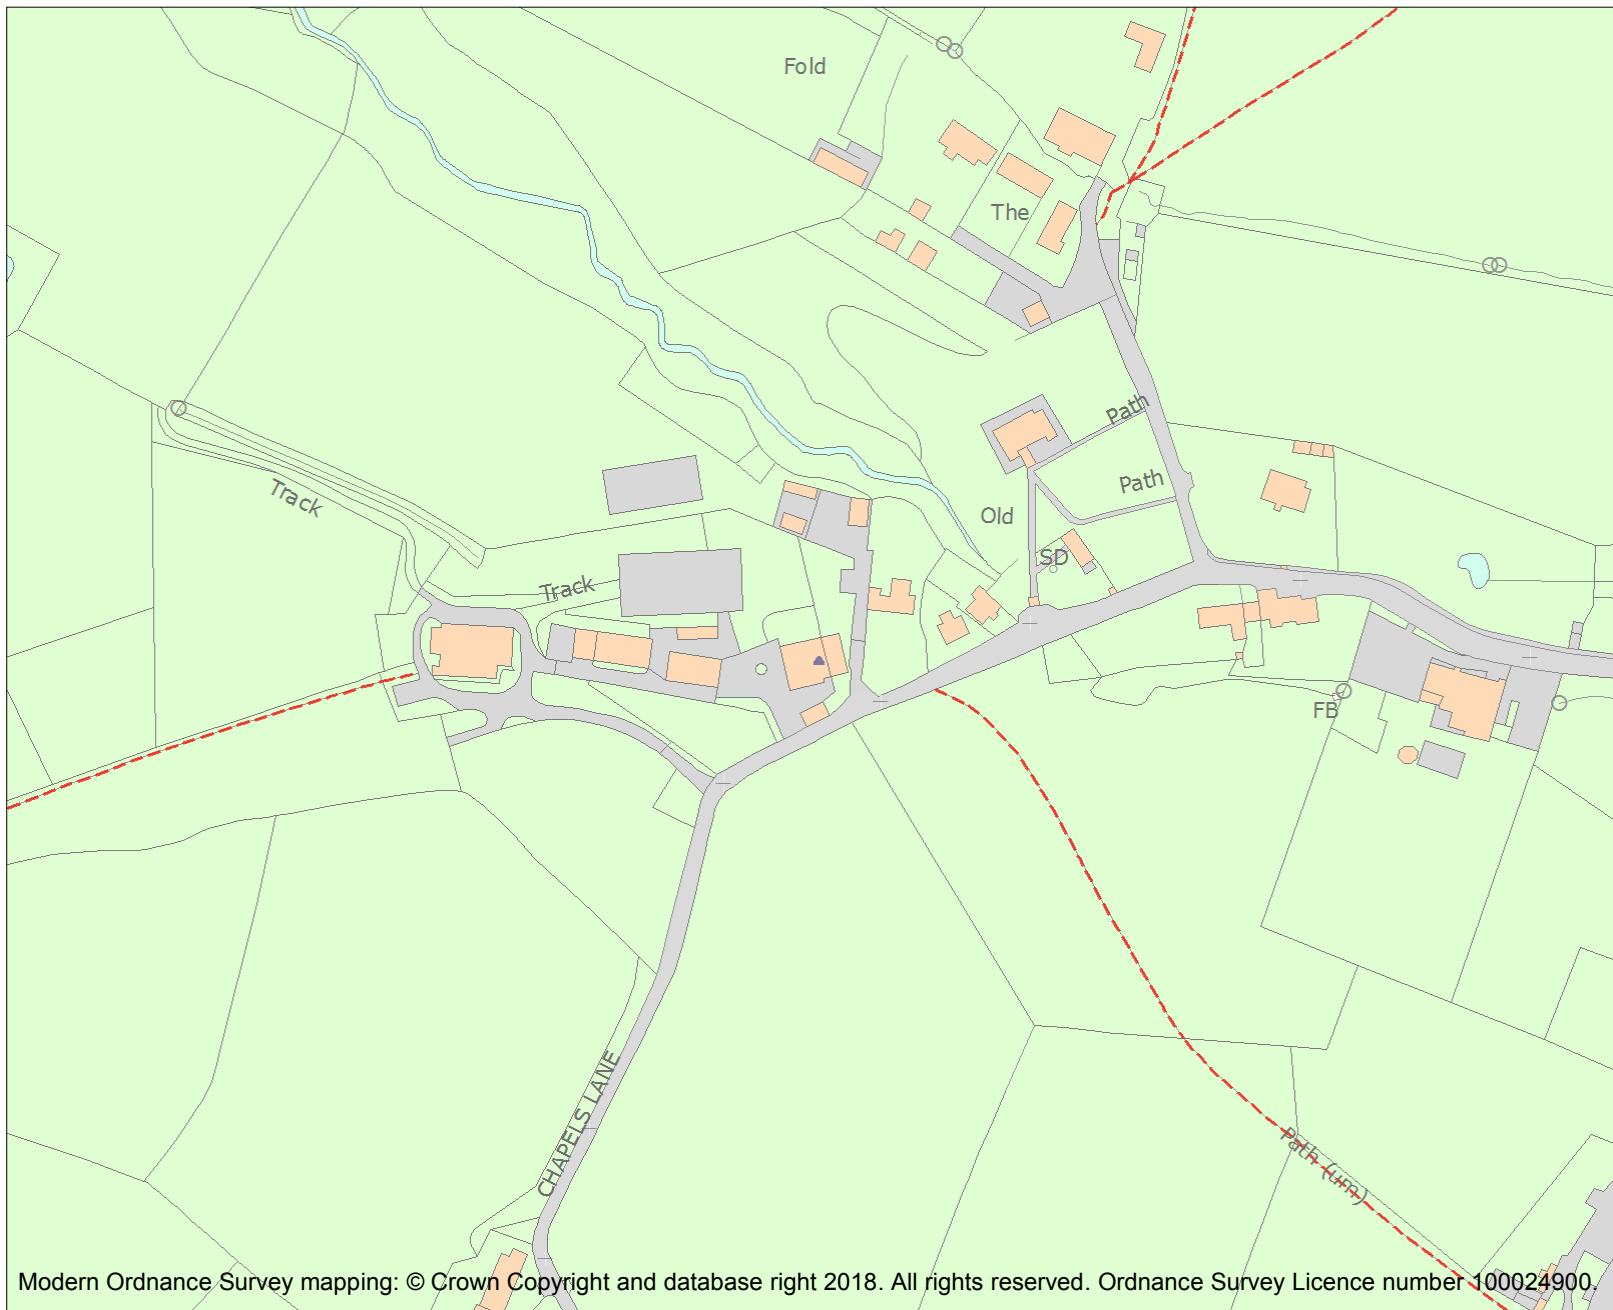 Fold
The
Path
Path
Track
Old
SD
Track
FB
CHAPELS LANE
Path (um)
Modern Ordnance Survey mapping: © Crown Copyright and database right 2018. All rights reserved. Ordnance Survey Licence number 100024900.